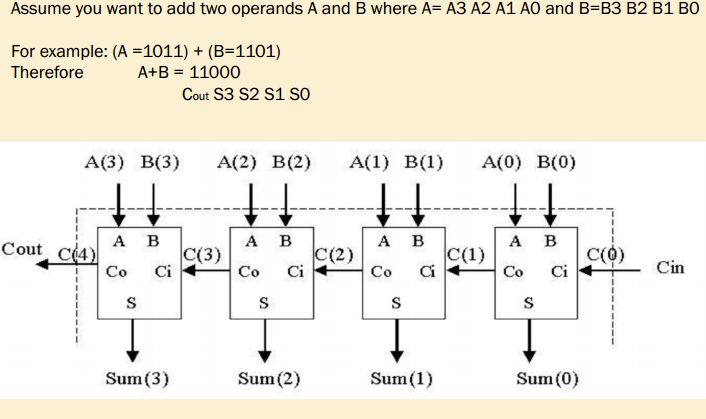 Assume you want to add two operands A and B where A= A3 A2 A1 A0 and B=B3 B2 B1 B0
For example: (A =1011) + (B=1101)
Therefore A+B = 11000
Cout S3 S2 S1 S0
A(3) B(3) A(2) B(2) A(1) B(1) A(0) B(0)
A B A B A B A B
Cout C(4) C(3) C(2) C(1) C(0) Cin
Co Ci Co Ci Co Ci Co Ci
S S S S
Sum(3) Sum(2) Sum(1) Sum(0)